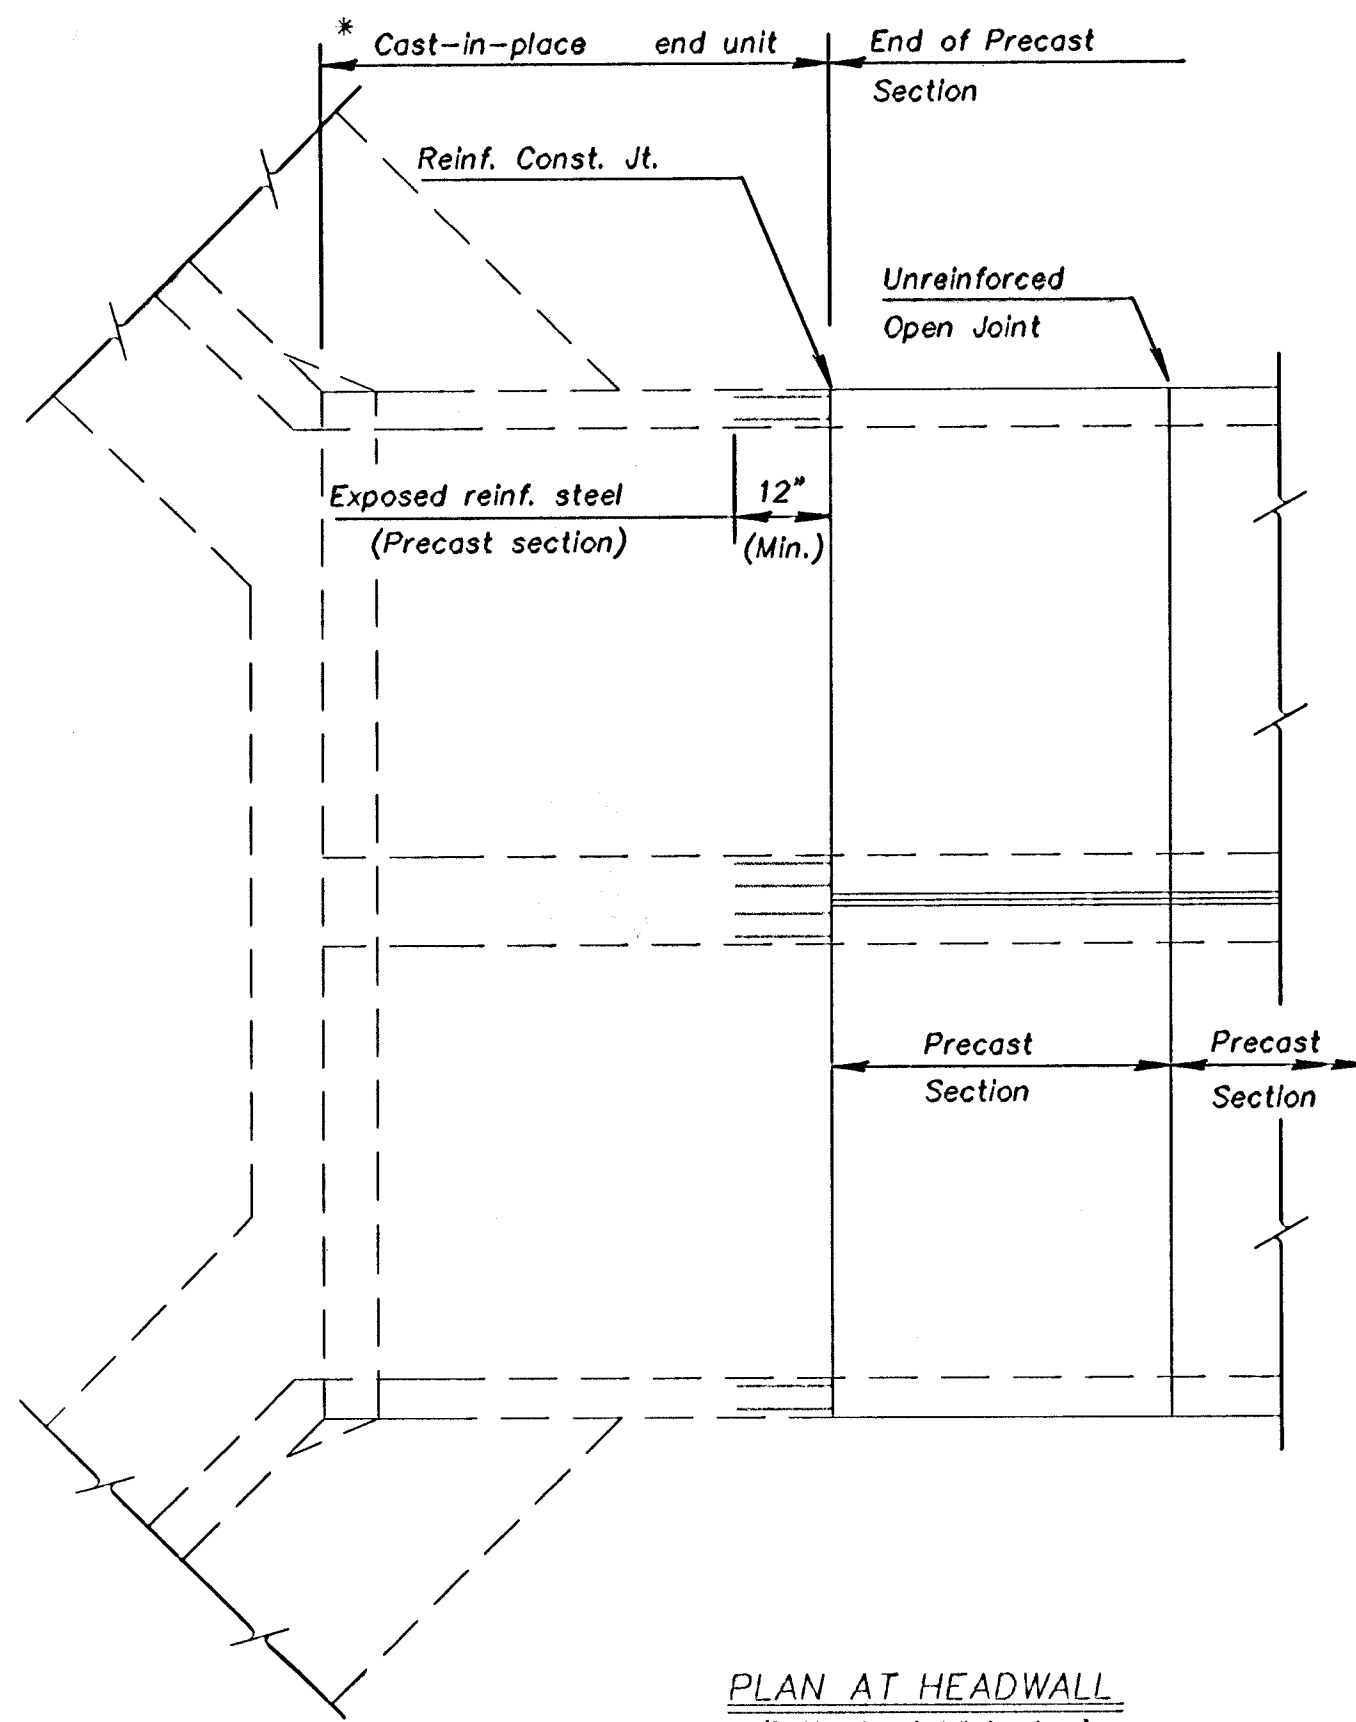 *
Cast-in-place end unit
End of Precast
Section
Reinf. Const. Jt.
Unreinforced
Open Joint
Exposed reinf. steel
(Precast section)
12"
(Min.)
Precast
Section
Precast
Section
PLAN AT HEADWALL